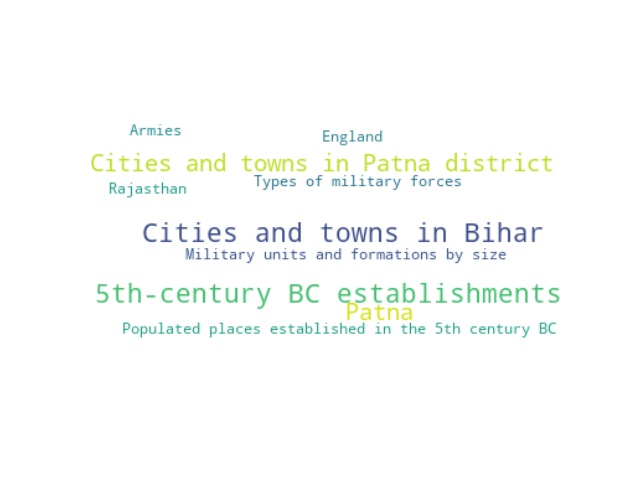 Armies
England
Cities and towns in Patna district
Types of military forces
Rajasthan
Cities and towns in Bihar
Military units and formations by size
5th-century BC establishments
Patna
Populated places established in the 5th century BC